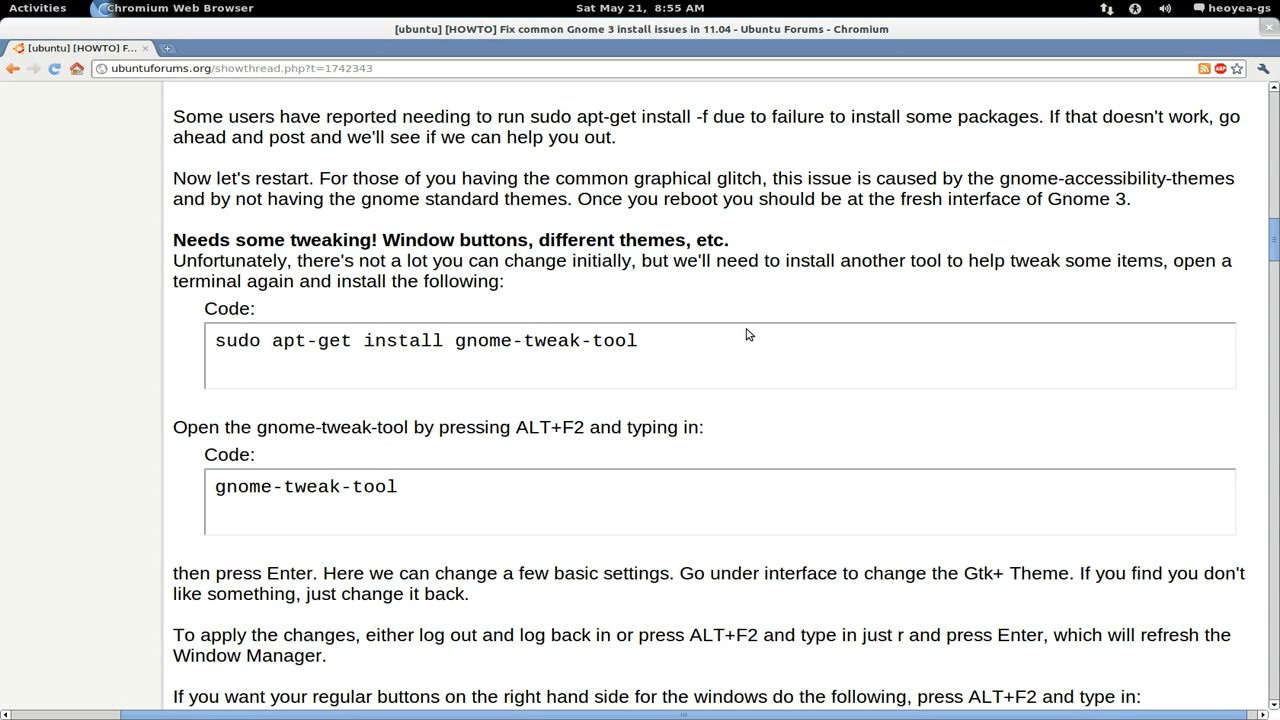 Activities Chromium Web Browser Sat May 21, 8:55 AM heoyea-gs
[ubuntu] [HOWTO] Fix common Gnome 3 install issues in 11.04 - Ubuntu Forums - Chromium
[ubuntu] [HOWTO] F...
ubuntuforums.org/showthread.php?t=1742343 ABP
Some users have reported needing to run sudo apt-get install -f due to failure to install some packages. If that doesn't work, go
ahead and post and we'll see if we can help you out.
Now let's restart. For those of you having the common graphical glitch, this issue is caused by the gnome-accessibility-themes
and by not having the gnome standard themes. Once you reboot you should be at the fresh interface of Gnome 3.
Needs some tweaking! Window buttons, different themes, etc.
Unfortunately, there's not a lot you can change initially, but we'll need to install another tool to help tweak some items, open a
terminal again and install the following:
Code:
sudo apt-get install gnome-tweak-tool
Open the gnome-tweak-tool by pressing ALT+F2 and typing in:
Code:
gnome-tweak-tool
then press Enter. Here we can change a few basic settings. Go under interface to change the Gtk+ Theme. If you find you don't
like something, just change it back.
To apply the changes, either log out and log back in or press ALT+F2 and type in just r and press Enter, which will refresh the
Window Manager.
If you want your regular buttons on the right hand side for the windows do the following, press ALT+F2 and type in: